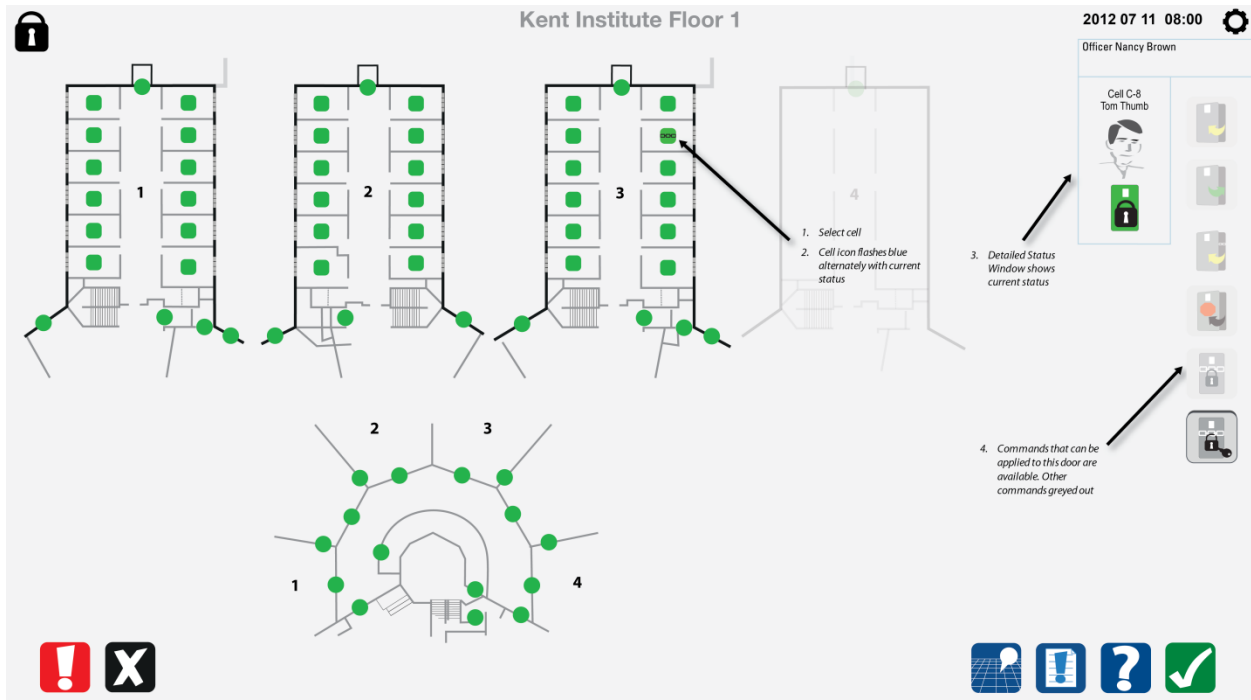 Kent Institute Floor 1
2012 07 11 08:00
Officer Nancy Brown
Cell C-8
Tom Thumb
1
2
3
4
1. Select cell
2. Cell icon flashes blue
alternately with current
status
3. Detailed Status
Window shows
current status
4. Commands that can be
applied to this door are
available. Other
commands greyed out
2
3
1
4